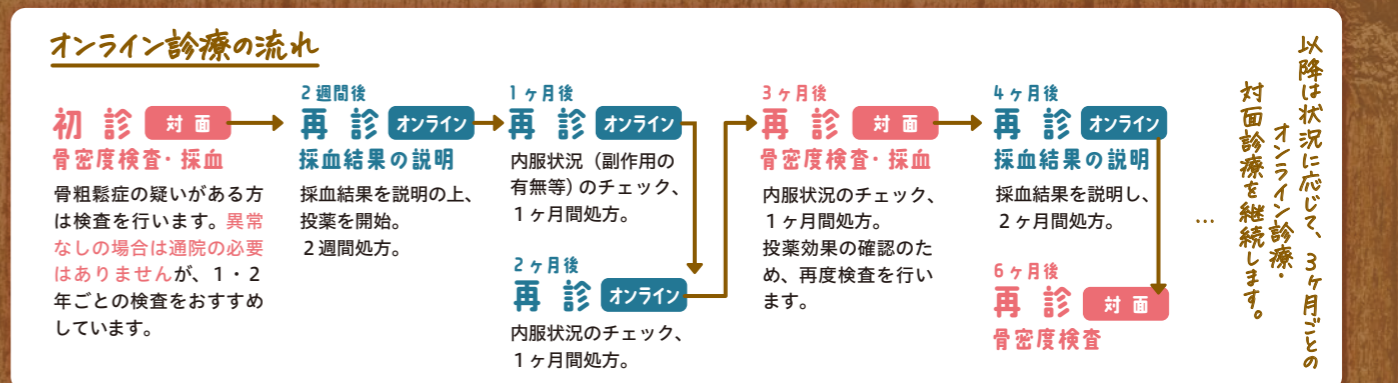 オンライン診療の流れ
初診 対面
骨密度検査・採血
骨粗鬆症の疑いがある方
は検査を行います。異常
なしの場合は通院の必要
はありませんが、1・2
年ごとの検査をおすすめ
しています。
2週間後
再診 オンライン
採血結果の説明
採血結果を説明の上、
投薬を開始。
2週間処方。
1ヶ月後
再診 オンライン
内服状況（副作用の
有無等）のチェック、
1ヶ月間処方。
2ヶ月後
再診 オンライン
内服状況のチェック、
1ヶ月間処方。
3ヶ月後
再診 対面
骨密度検査・採血
内服状況のチェック、
1ヶ月間処方。
投薬効果の確認のた
め、再度検査を行い
ます。
4ヶ月後
再診 オンライン
採血結果の説明
採血結果を説明し、
2ヶ月間処方。
6ヶ月後
再診 対面
骨密度検査
…
以降は状況に応じて、3ヶ月ごとの
オンライン診療・
対面診療を継続します。